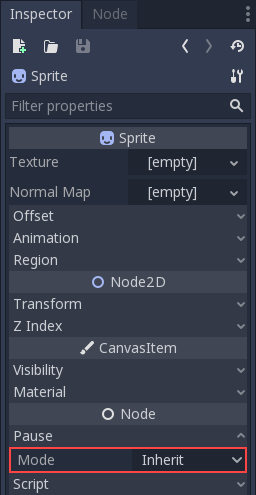 Inspector Node
Sprite
Filter properties
Sprite
Texture [empty]
Normal Map [empty]
Offset
Animation
Region
Node2D
Transform
Z Index
CanvasItem
Visibility
Material
Node
Pause
Mode Inherit
Script